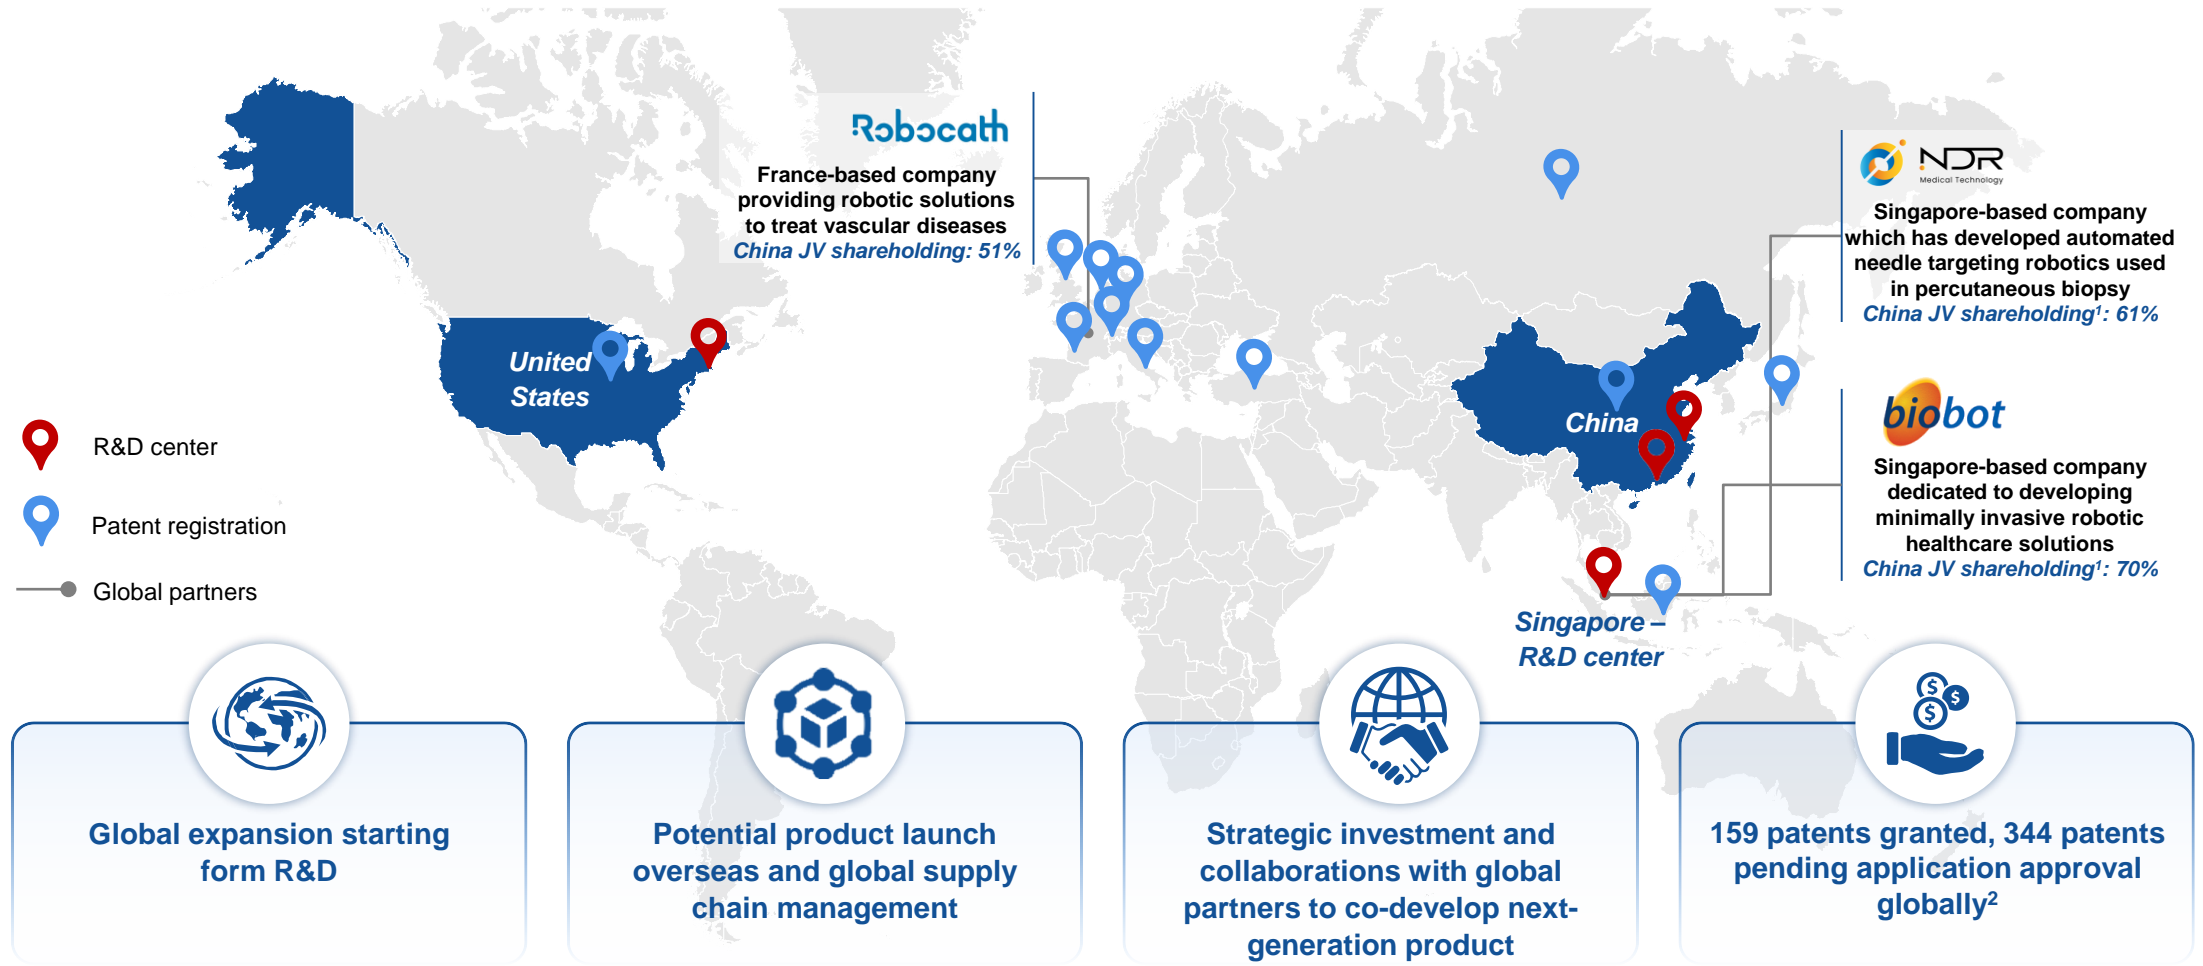 Robocath
France-based company
providing robotic solutions
to treat vascular diseases
China JV shareholding: 51%
NDR
Medical Technology
Singapore-based company
which has developed automated
needle targeting robotics used
in percutaneous biopsy
China JV shareholding¹: 61%
United
States
China
biobot
Singapore-based company
dedicated to developing
minimally invasive robotic
healthcare solutions
China JV shareholding¹: 70%
R&D center
Patent registration
Global partners
Singapore –
R&D center
Global expansion starting
form R&D
Potential product launch
overseas and global supply
chain management
Strategic investment and
collaborations with global
partners to co-develop next-
generation product
$
$
$
159 patents granted, 344 patents
pending application approval
globally²